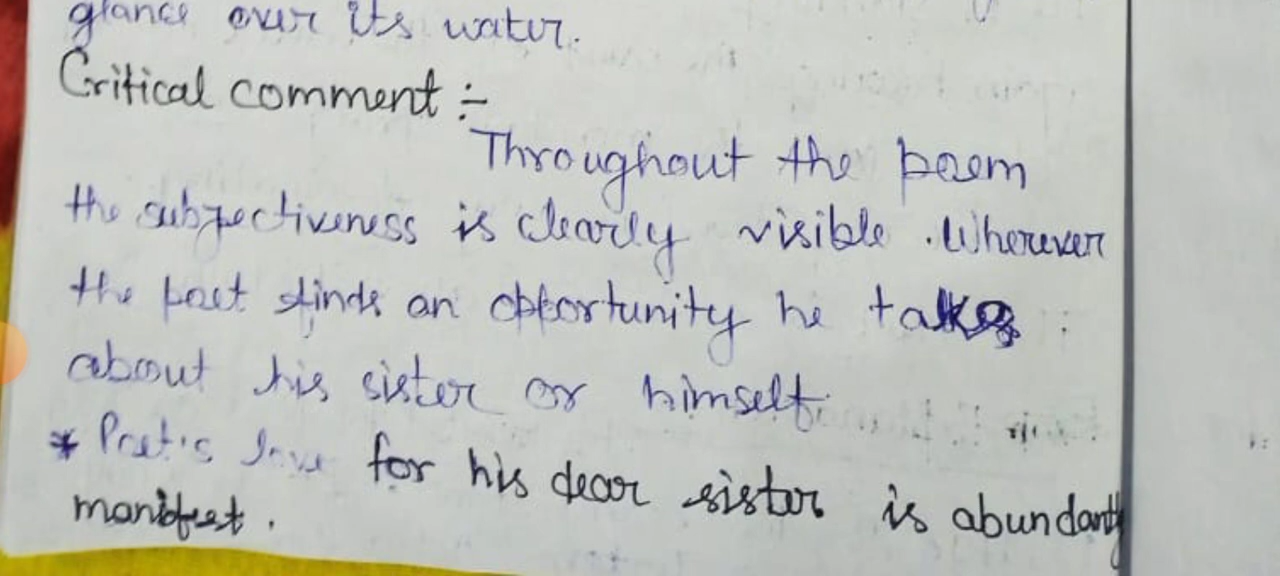 glance over its water.
Critical comment :-
Throughout the poem
the subjectiveness is clearly visible . Wherever
the poet finds an opportunity he talks
about his sister or himself.
* Poet's love for his dear sister is abundantly
manifest .